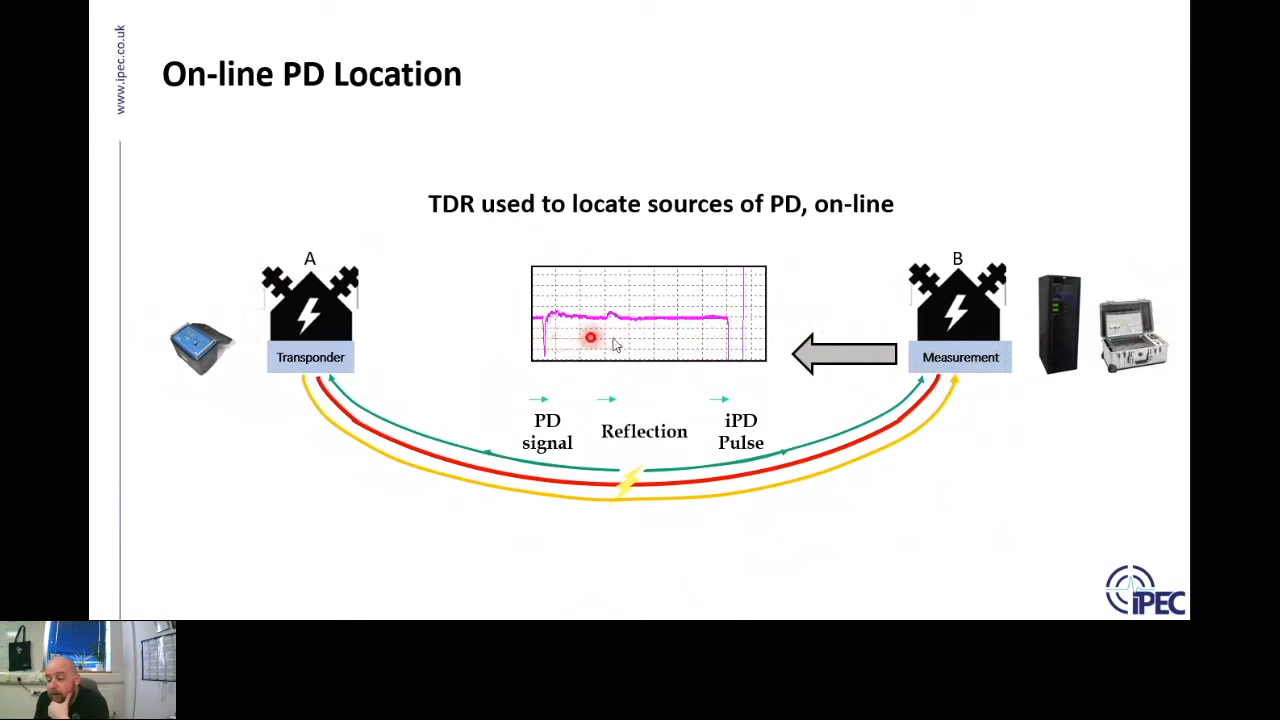 www.ipec.co.uk
On-line PD Location
TDR used to locate sources of PD, on-line
A
B
Transponder
Measurement
PD
signal
Reflection
iPD
Pulse
iPEC